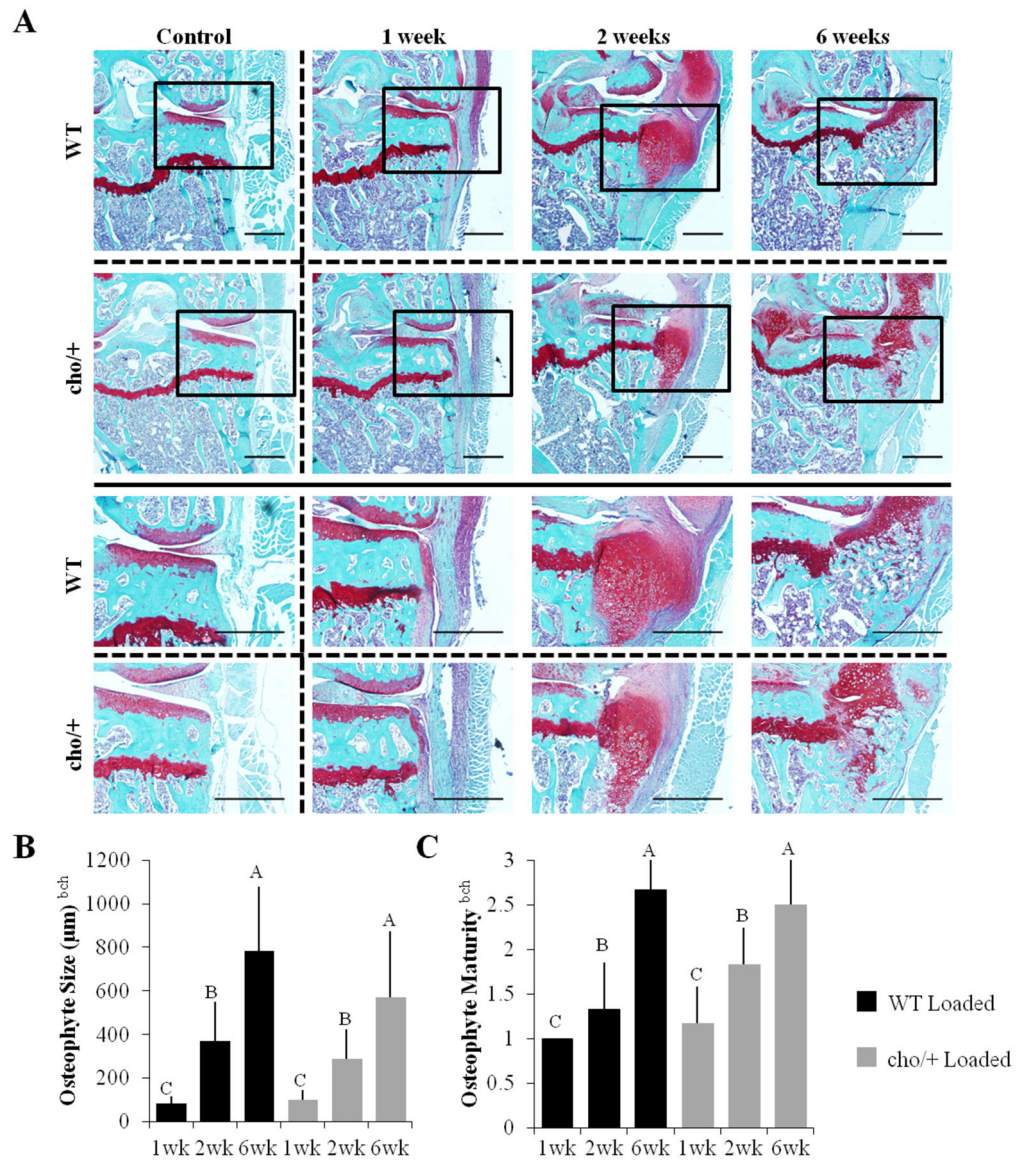 A
Control 1 week 2 weeks 6 weeks
WT
cho/+
WT
cho/+
B
Osteophyte Size (µm) bch
1200
1000
800
600
400
200
0
C B A C B A
1wk 2wk 6wk 1wk 2wk 6wk
C
Osteophyte Maturity bch
3
2.5
2
1.5
1
0.5
0
C B A C B A
1wk 2wk 6wk 1wk 2wk 6wk
WT Loaded
cho/+ Loaded